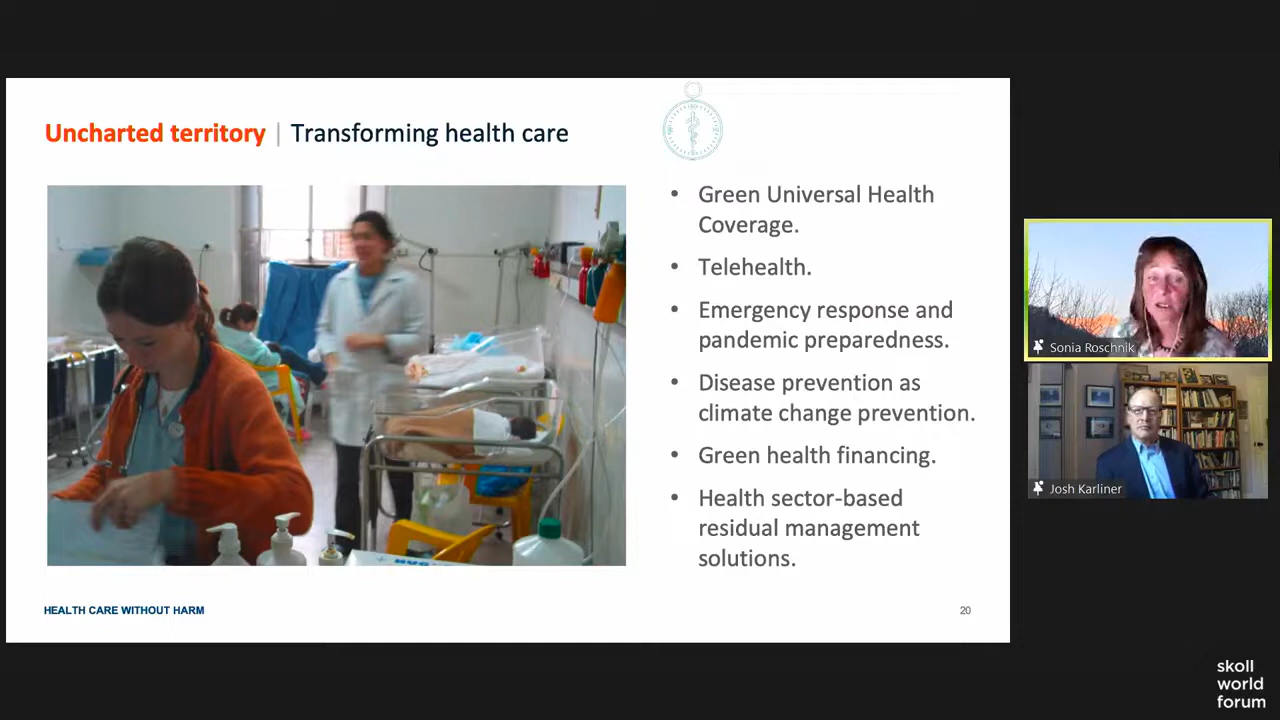 Uncharted territory | Transforming health care
• Green Universal Health
Coverage.
• Telehealth.
• Emergency response and
pandemic preparedness.
• Disease prevention as
climate change prevention.
• Green health financing.
• Health sector-based
residual management
solutions.
HEALTH CARE WITHOUT HARM
20
Sonia Roschnik
Josh Karliner
skoll
world
forum